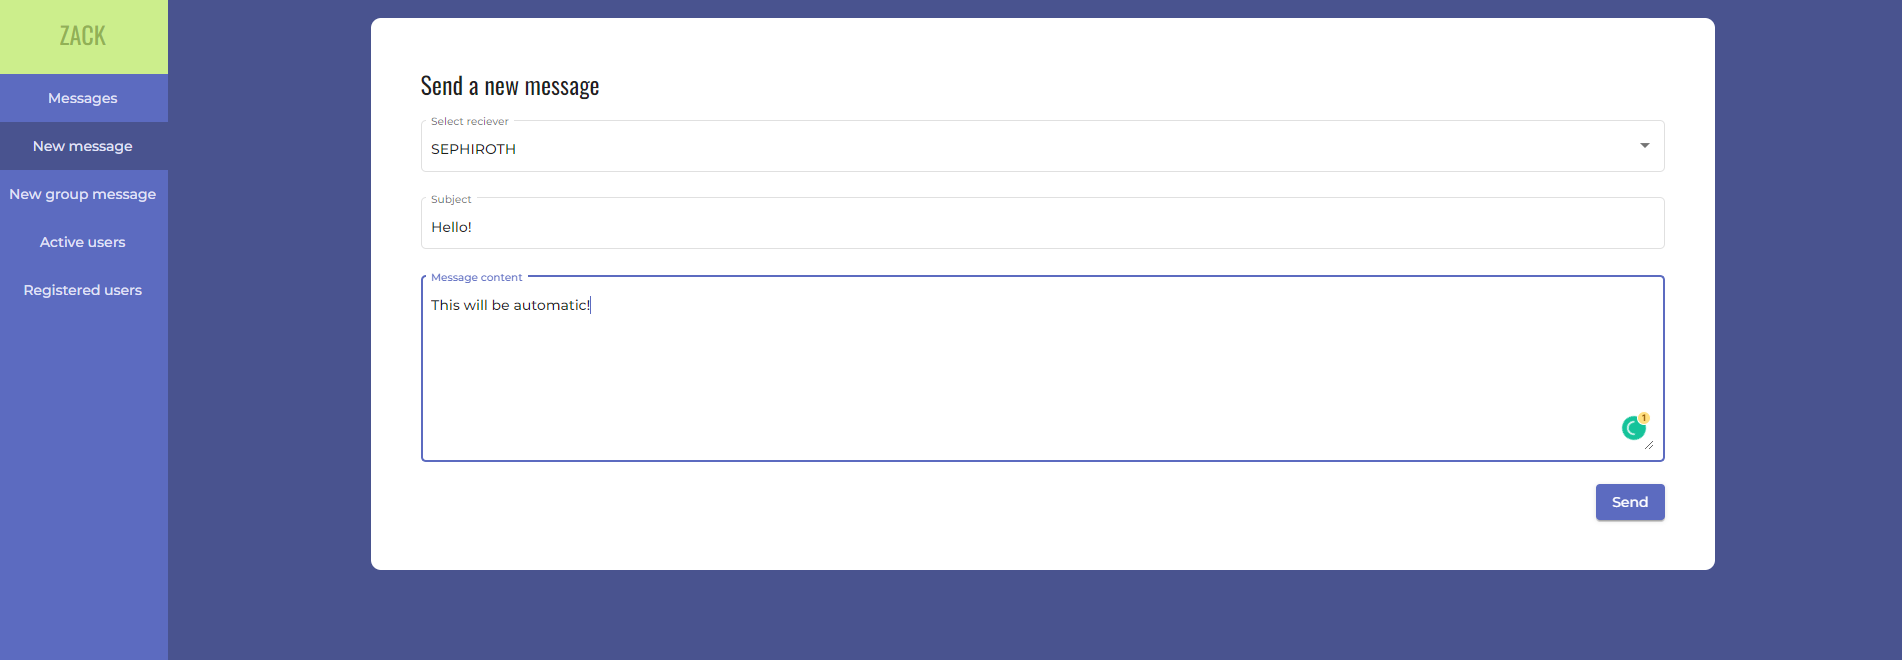 ZACK
Messages
New message
New group message
Active users
Registered users
Send a new message
Select reciever
SEPHIROTH
Subject
Hello!
Message content
This will be automatic!
1
Send